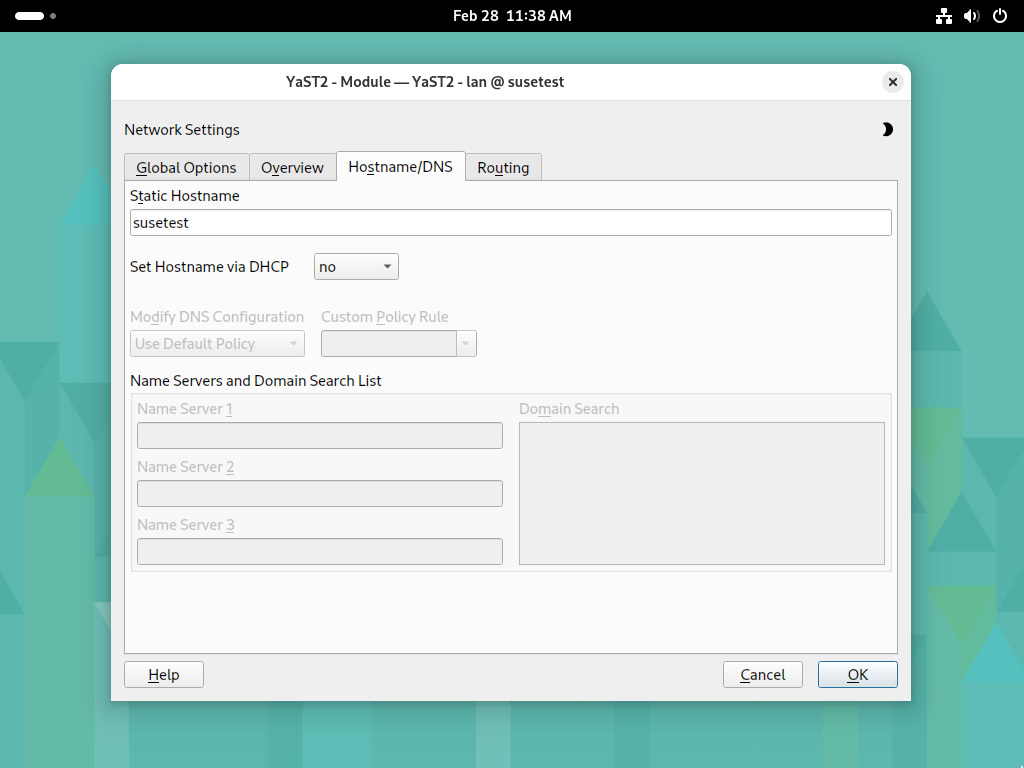 Feb 28 11:38 AM
YaST2 - Module — YaST2 - lan @ susetest
Network Settings
Global Options Overview Hostname/DNS Routing
Static Hostname
susetest
Set Hostname via DHCP no
Modify DNS Configuration Custom Policy Rule
Use Default Policy
Name Servers and Domain Search List
Name Server 1 Domain Search
Name Server 2
Name Server 3
Help Cancel OK